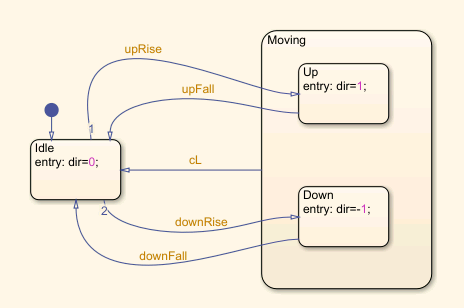 Moving
upRise
Up
entry: dir=1;
upFall
1
Idle
entry: dir=0;
cL
2
Down
entry: dir=-1;
downRise
downFall